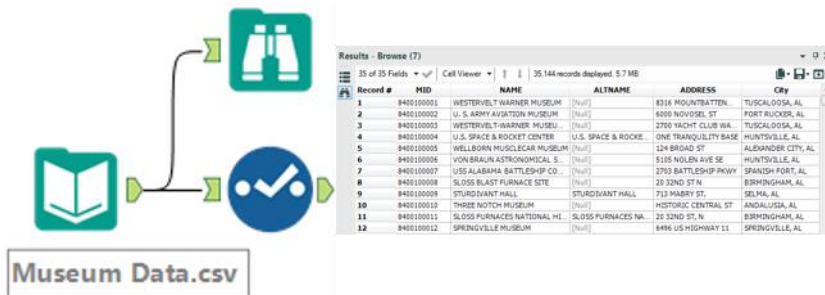 Results - Browse (7)
35 of 35 Fields Cell Viewer 35,144 records displayed, 5.7 MB
Record # MID NAME ALTNAME ADDRESS City
1 8400100001 WESTERVELT WARNER MUSEUM [Null] 8316 MOUNTBATTEN... TUSCALOOSA, AL
2 8400100002 U. S. ARMY AVIATION MUSEUM [Null] 6000 NOVOSEL ST FORT RUCKER, AL
3 8400100003 WESTERVELT-WARNER MUSEU... [Null] 2700 YACHT CLUB WA... TUSCALOOSA, AL
4 8400100004 U.S. SPACE & ROCKET CENTER U.S. SPACE & ROCKE... ONE TRANQUILITY BASE HUNTSVILLE, AL
5 8400100005 WELLBORN MUSCLECAR MUSEUM [Null] 124 BROAD ST ALEXANDER CITY, AL
6 8400100006 VON BRAUN ASTRONOMICAL S... [Null] 5105 NOLEN AVE SE HUNTSVILLE, AL
7 8400100007 USS ALABAMA BATTLESHIP CO... [Null] 2703 BATTLESHIP PKWY SPANISH FORT, AL
8 8400100008 SLOSS BLAST FURNACE SITE [Null] 20 32ND ST N BIRMINGHAM, AL
9 8400100009 STURDIVANT HALL STURDIVANT HALL 713 MABRY ST, SELMA, AL
10 8400100010 THREE NOTCH MUSEUM [Null] HISTORIC CENTRAL ST ANDALUSIA, AL
11 8400100011 SLOSS FURNACES NATIONAL HI... SLOSS FURNACES NA... 20 32ND ST, N BIRMINGHAM, AL
12 8400100012 SPRINGVILLE MUSEUM [Null] 6496 US HIGHWAY 11 SPRINGVILLE, AL
Museum Data.csv